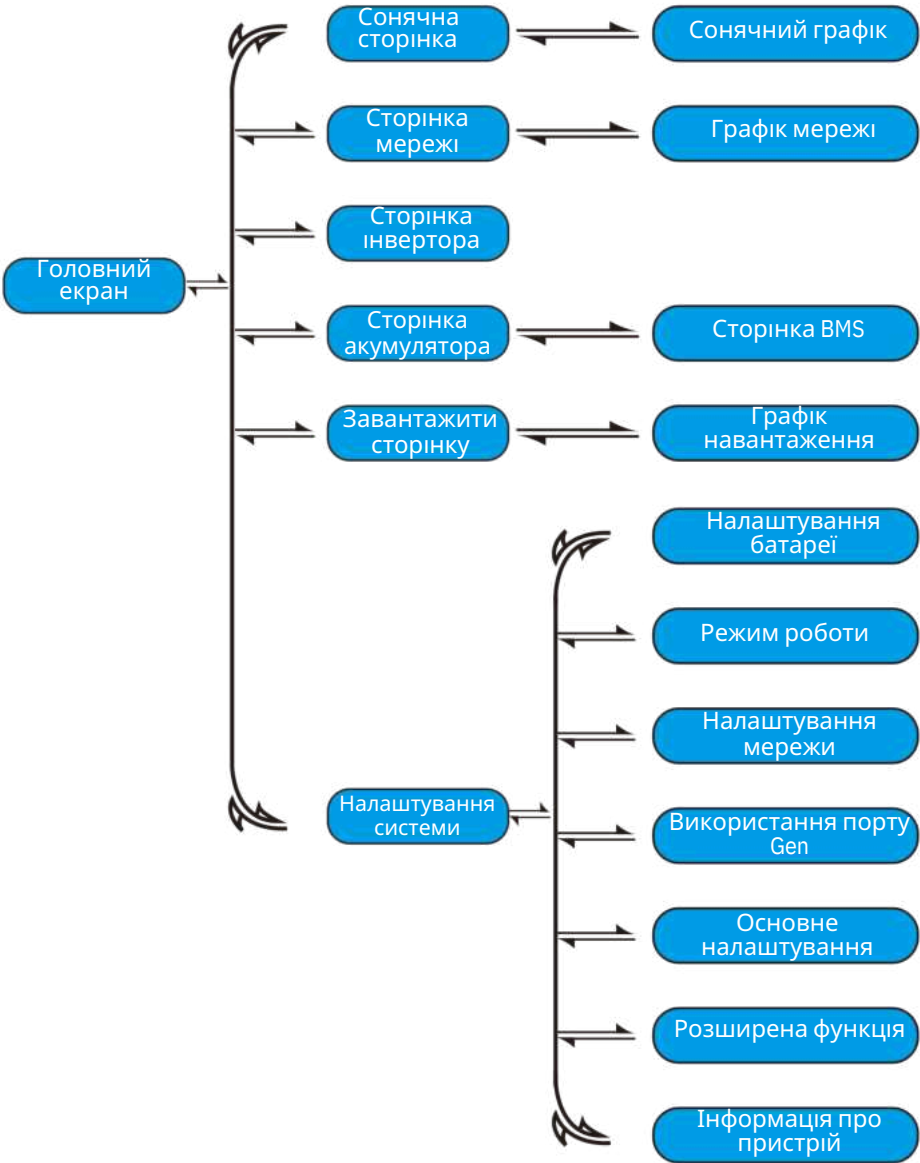 Сонячна
сторінка
Сонячний графік
Сторінка
мережі
Графік мережі
Сторінка
інвертора
Головний
екран
Сторінка
акумулятора
Сторінка BMS
Завантажити
сторінку
Графік
навантаження
Налаштування
батареї
Режим роботи
Налаштування
мережи
Налаштування
системи
Використання порту
Gen
Основне
налаштування
Розширена функція
Інформація про
пристрій